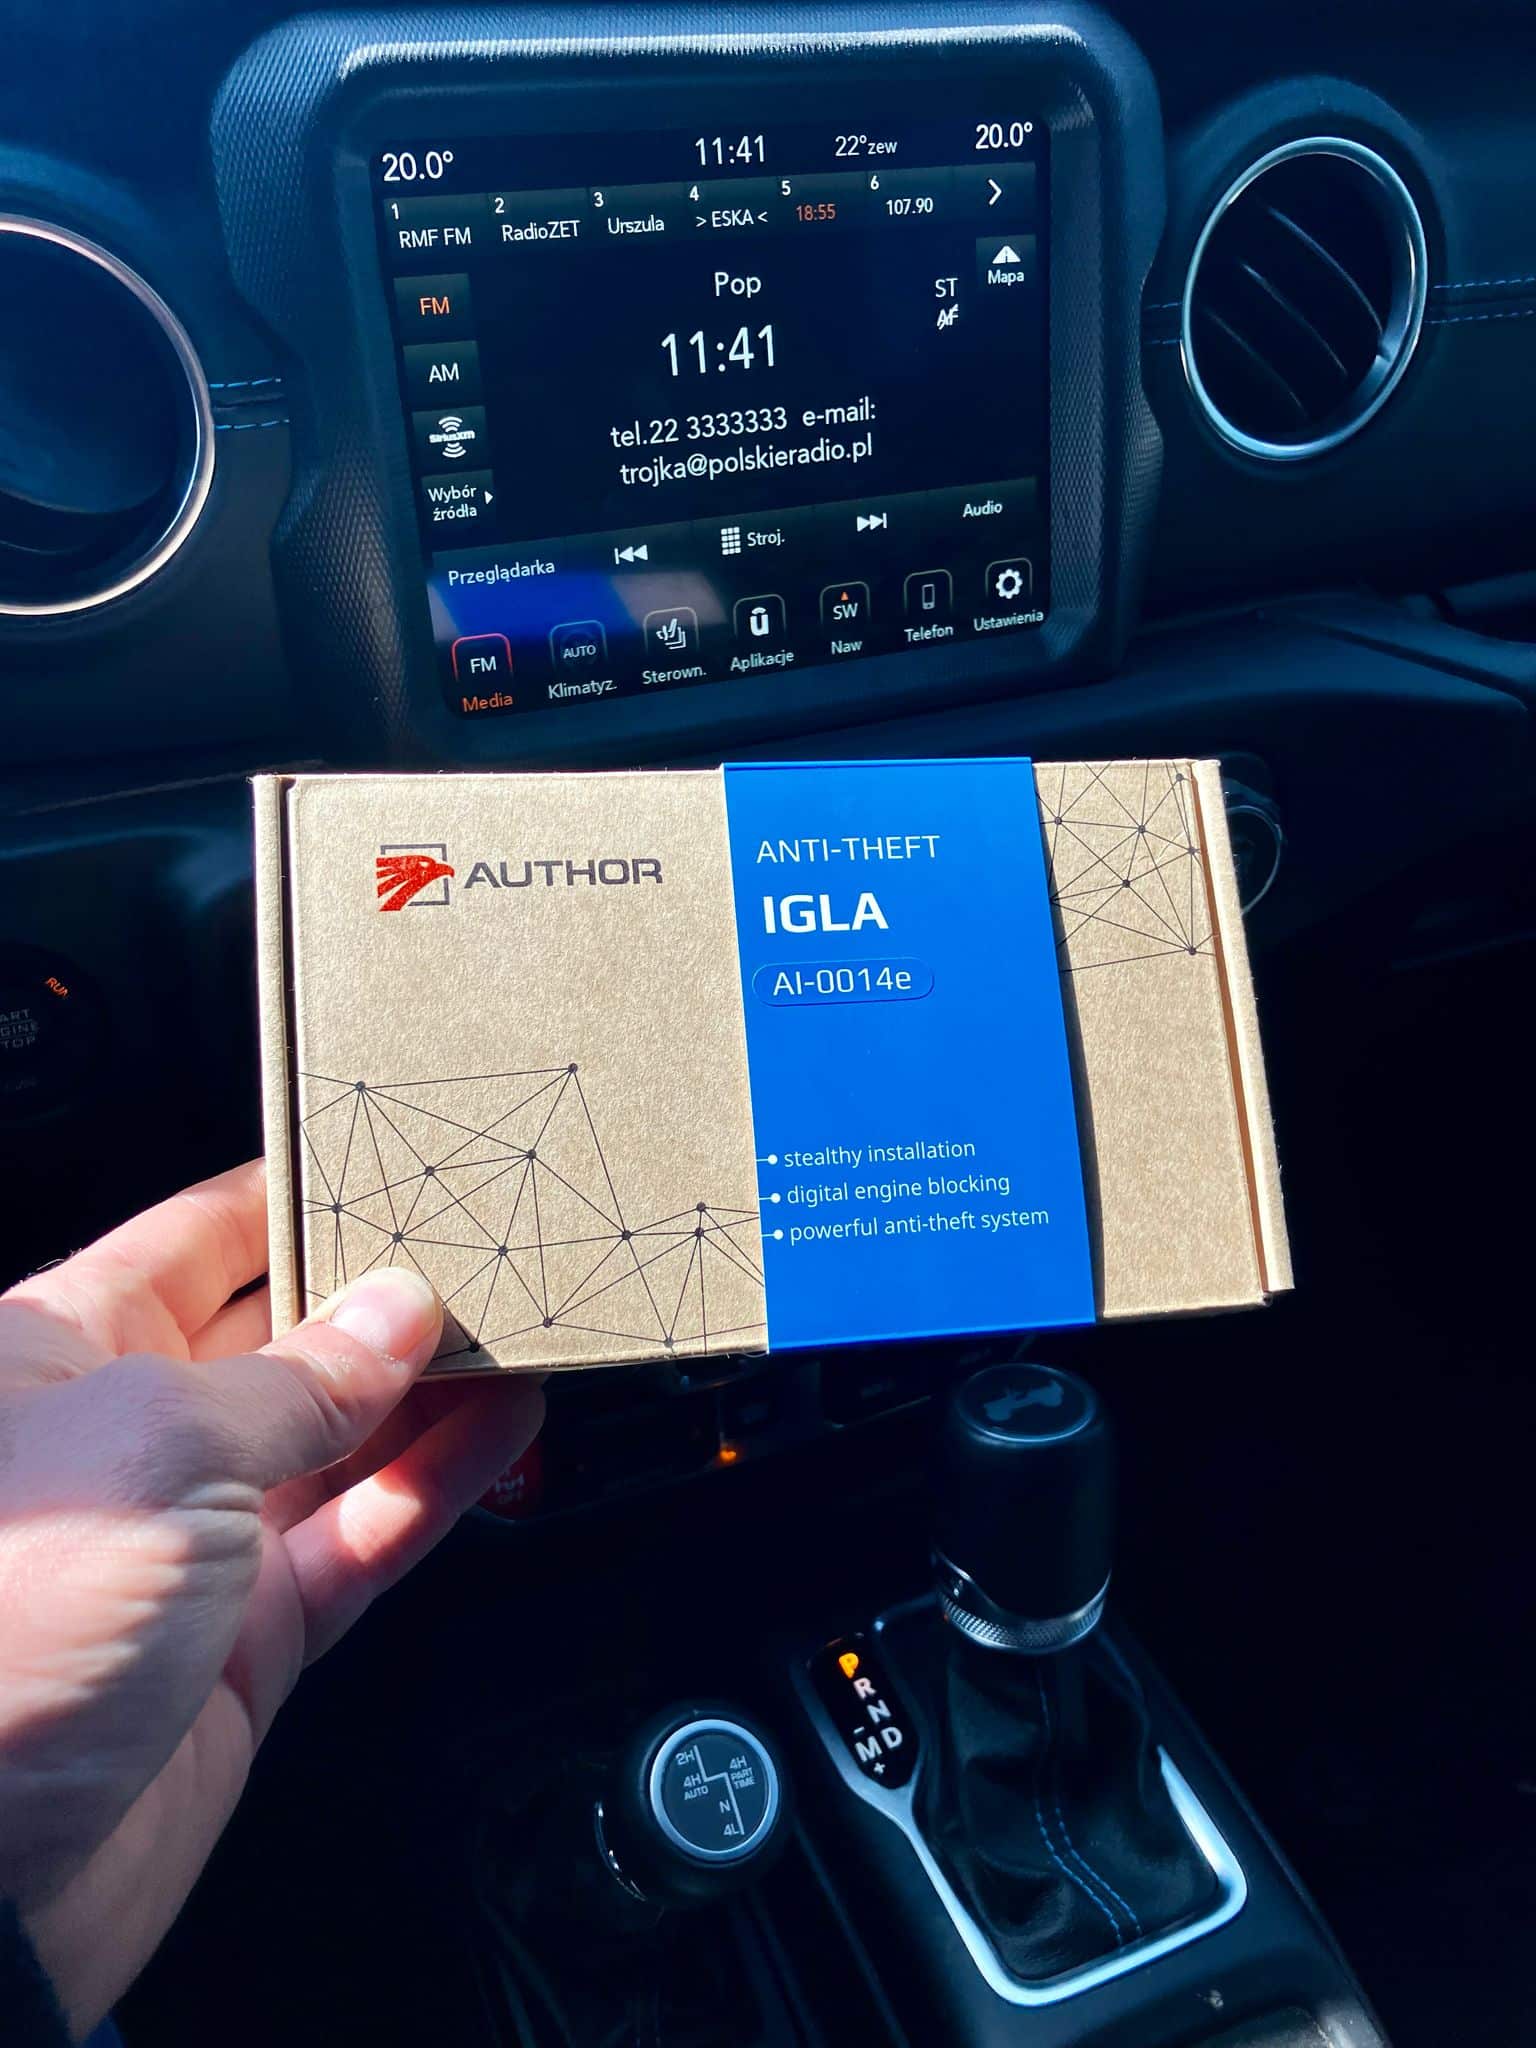 20.0° 11:41 22°zew 20.0°
1 2 3 4 5 6
RMF FM RadioZET Urszula > ESKA < 18:55 107.90
Mapa
FM
Pop
ST
AF
AM
11:41
SiriusXM
tel.22 3333333 e-mail:
trojka@polskieradio.pl
Wybór
źródła
Przeglądarka Stroj. Audio
FM AUTO SW
Media Klimatyz. Sterown. Aplikacje Naw Telefon Ustawienia
AUTHOR
ANTI-THEFT
IGLA
AI-0014e
stealthy installation
digital engine blocking
powerful anti-theft system
RUN
OFF
P
R
N
D
M
- +
2H
4H
AUTO
4H
PART
TIME
N
4L